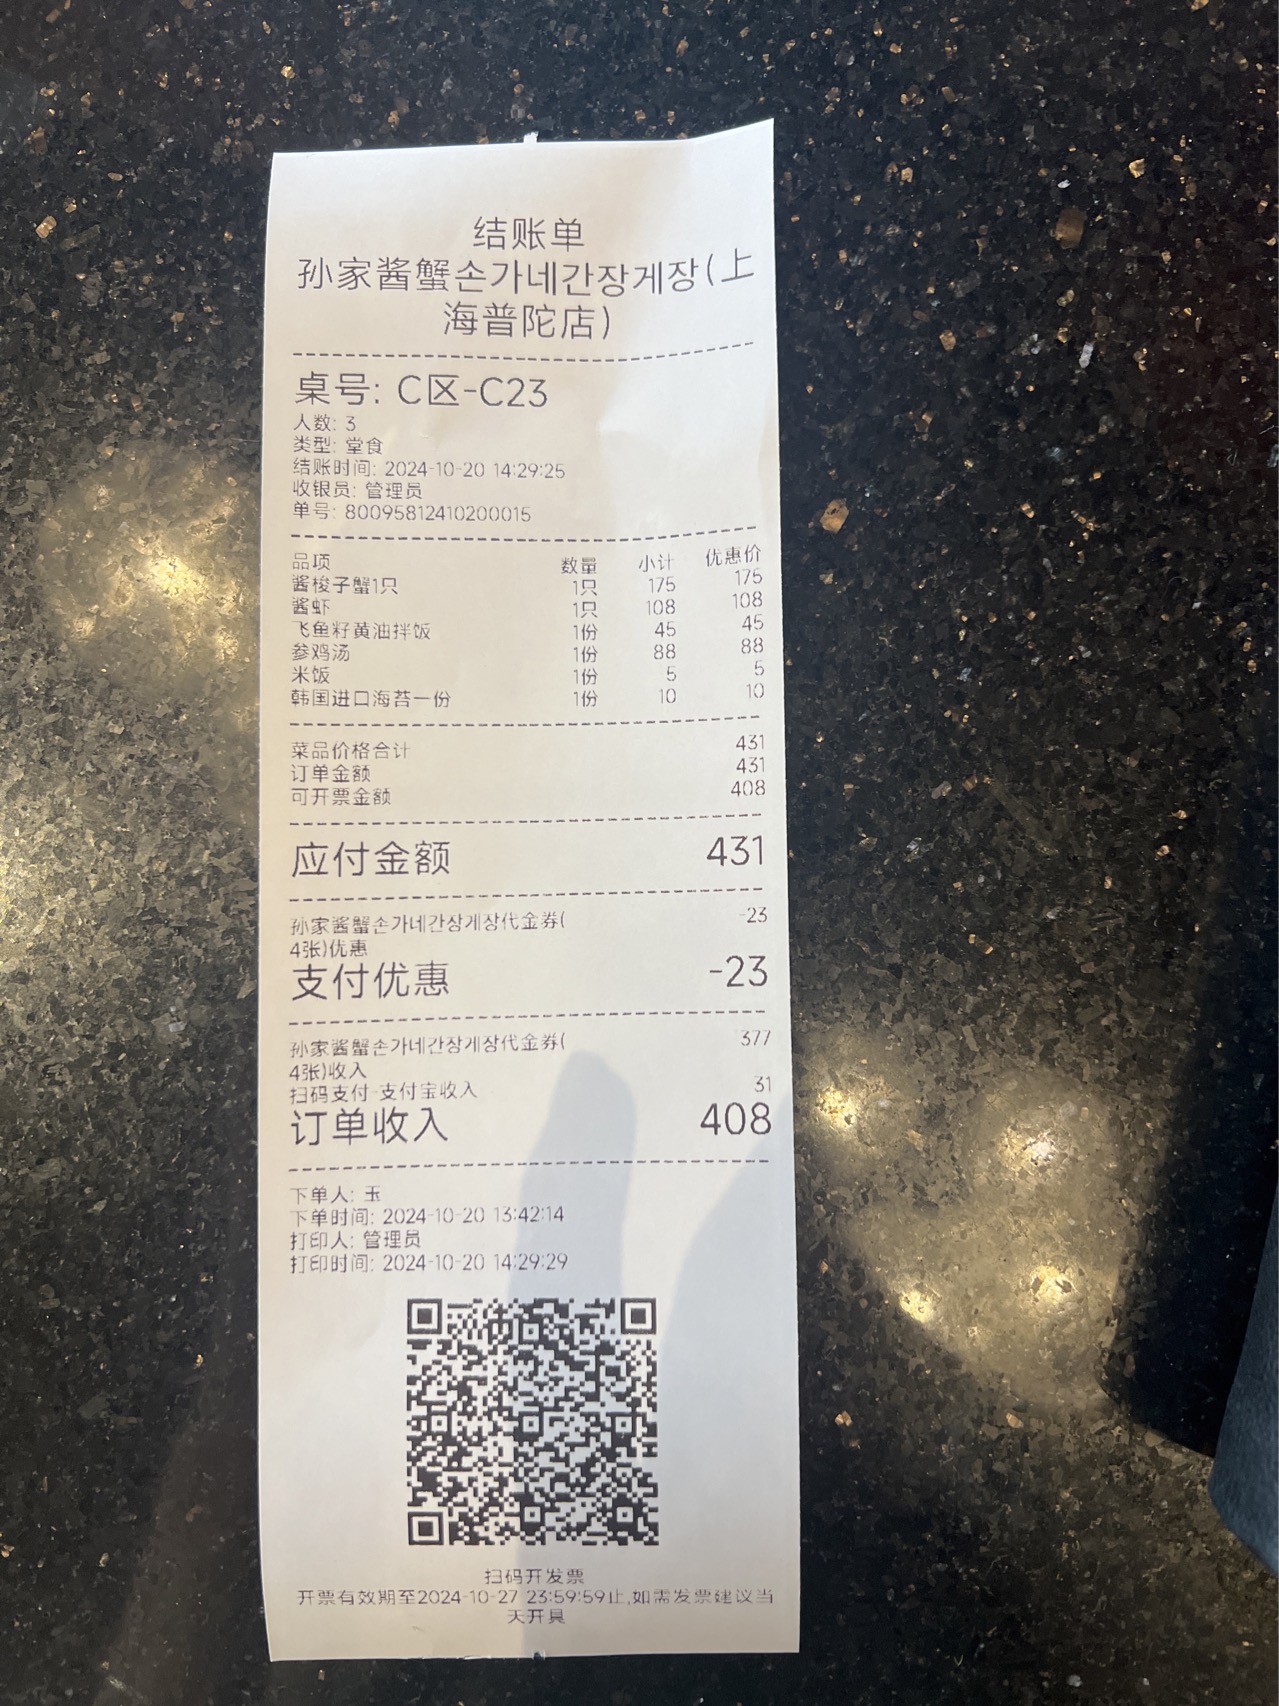 结账单
孙家酱蟹손가네간장게장(上
海普陀店)
桌号: C区-C23
人数: 3
类型: 堂食
结账时间: 2024-10-20 14:29:25
收银员: 管理员
单号: 80095812410200015
品项 数量 小计 优惠价
酱梭子蟹1只 1只 175 175
酱虾 1只 108 108
飞鱼籽黄油拌饭 1份 45 45
参鸡汤 1份 88 88
米饭 1份 5 5
韩国进口海苔一份 1份 10 10
菜品价格合计 431
订单金额 431
可开票金额 408
应付金额 431
孙家酱蟹손가네간장게장代金券( -23
4张)优惠
支付优惠 -23
孙家酱蟹손가네간장게장代金券( 377
4张)收入
扫码支付-支付宝收入 31
订单收入 408
下单人: 玉
下单时间: 2024-10-20 13:42:14
打印人: 管理员
打印时间: 2024-10-20 14:29:29
扫码开发票
开票有效期至2024-10-27 23:59:59止,如需发票建议当
天开具